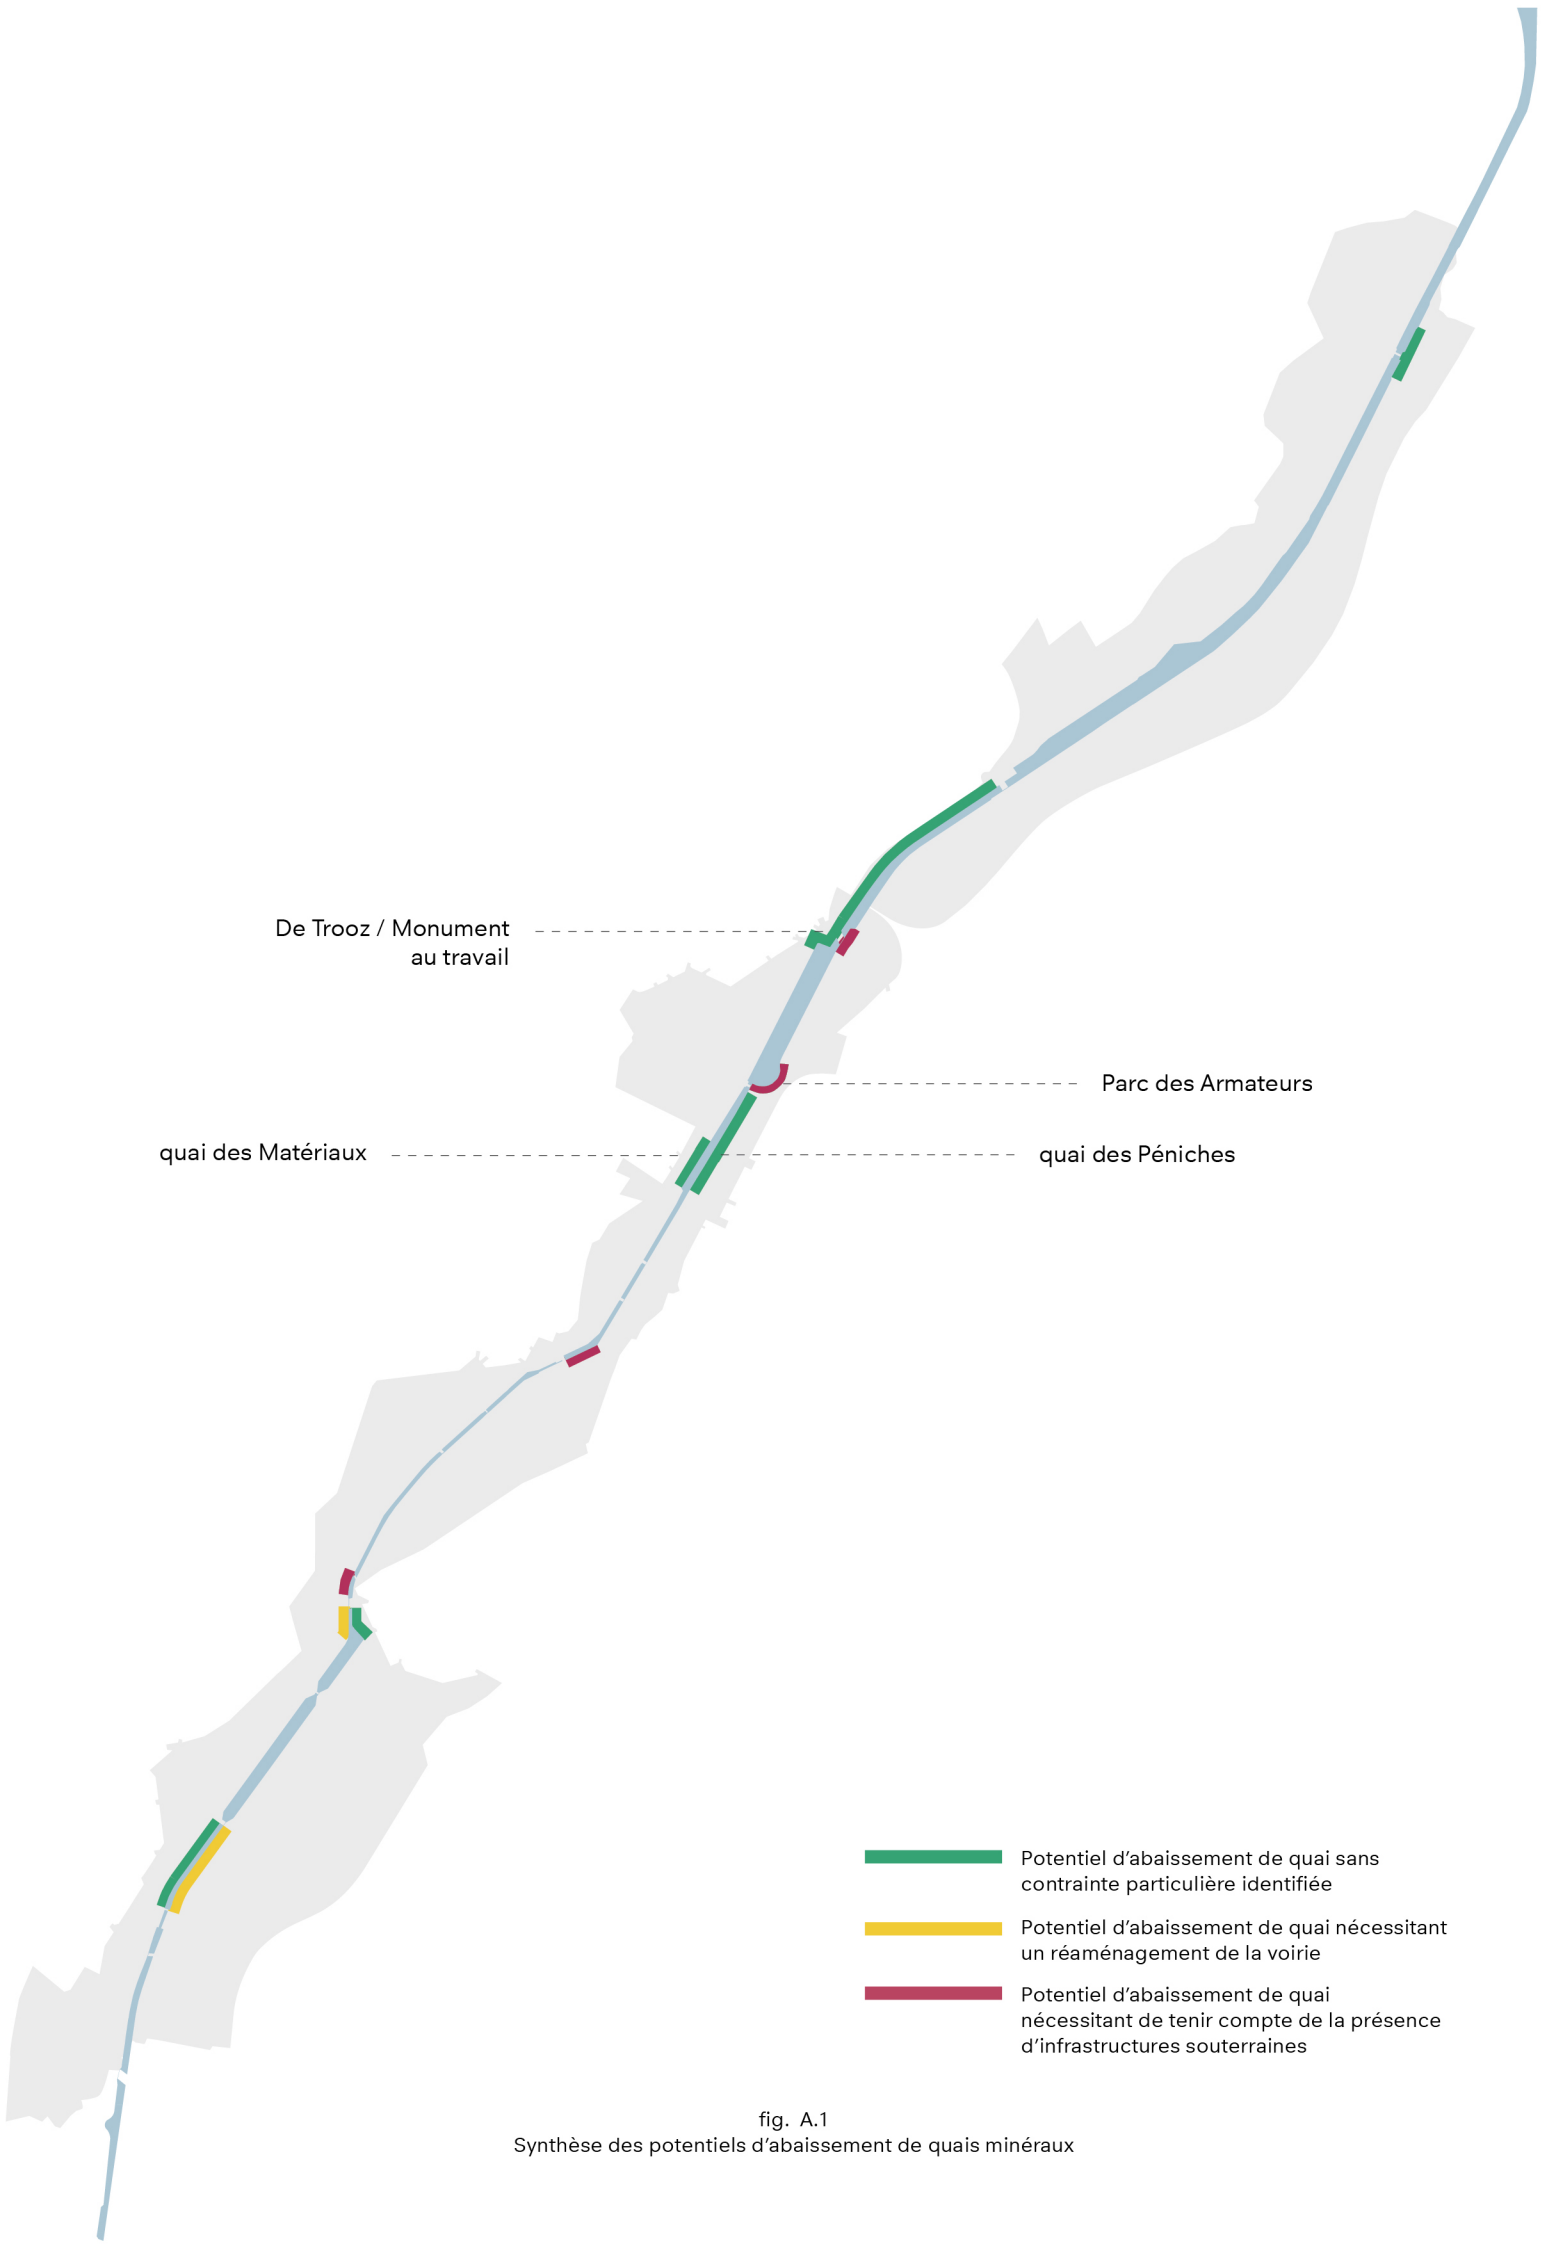 De Trooz / Monument
au travail
Parc des Armateurs
quai des Matériaux
quai des Péniches
Potentiel d’abaissement de quai sans
contrainte particulière identifiée
Potentiel d’abaissement de quai nécessitant
un réaménagement de la voirie
Potentiel d’abaissement de quai
nécessitant de tenir compte de la présence
d’infrastructures souterraines
fig. A.1
Synthèse des potentiels d’abaissement de quais minéraux